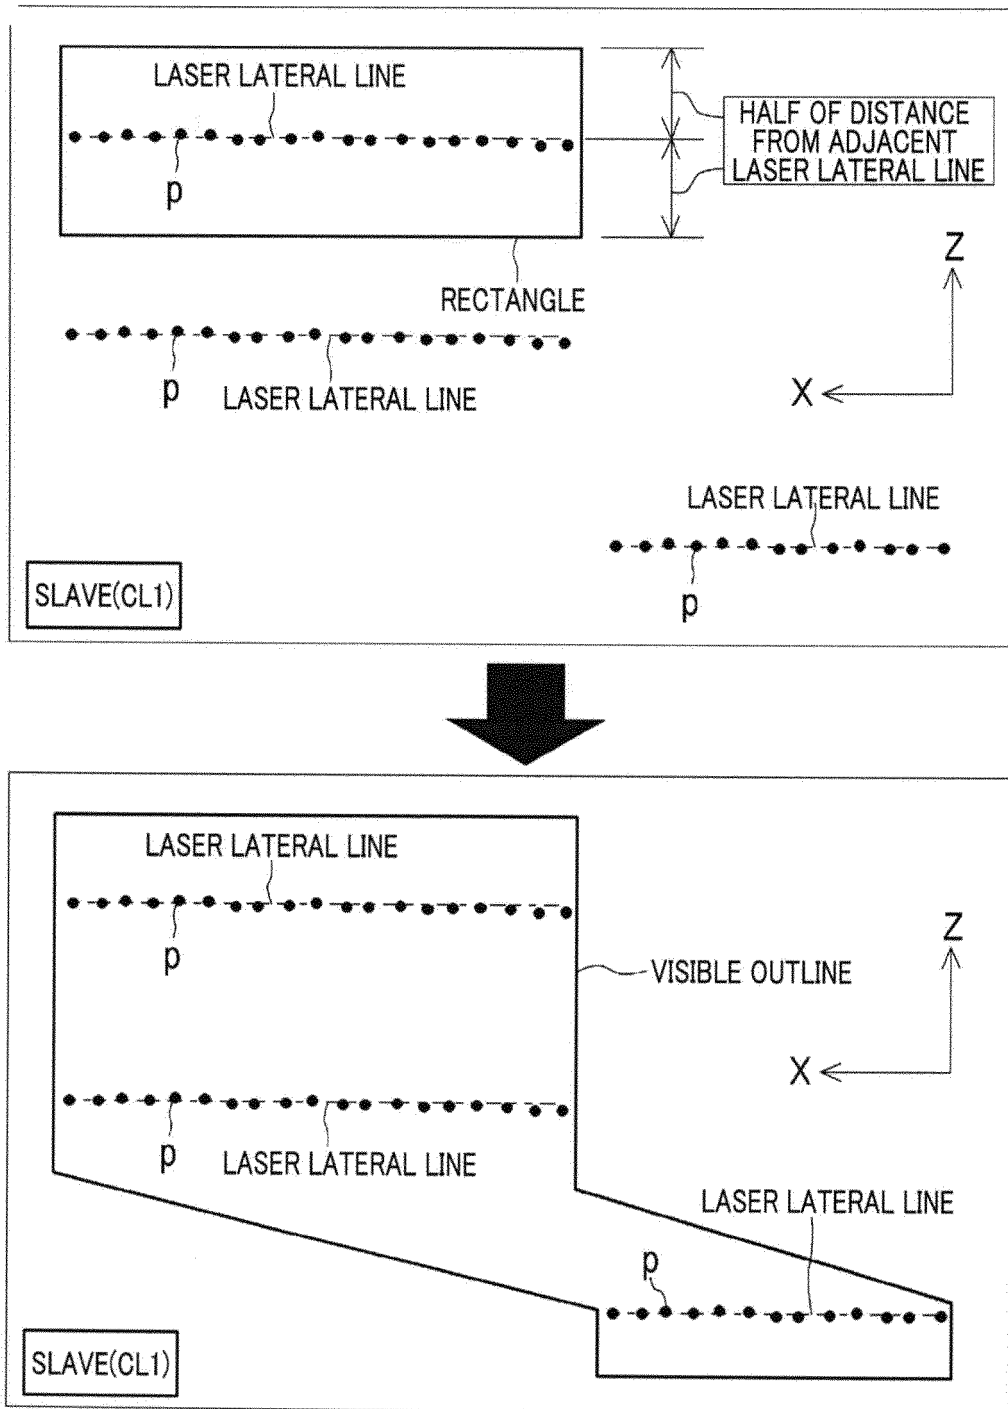 LASER LATERAL LINE
p
HALF OF DISTANCE
FROM ADJACENT
LASER LATERAL LINE
RECTANGLE
Z
X
p
LASER LATERAL LINE
LASER LATERAL LINE
p
SLAVE(CL1)
LASER LATERAL LINE
p
VISIBLE OUTLINE
Z
X
p
LASER LATERAL LINE
LASER LATERAL LINE
p
SLAVE(CL1)